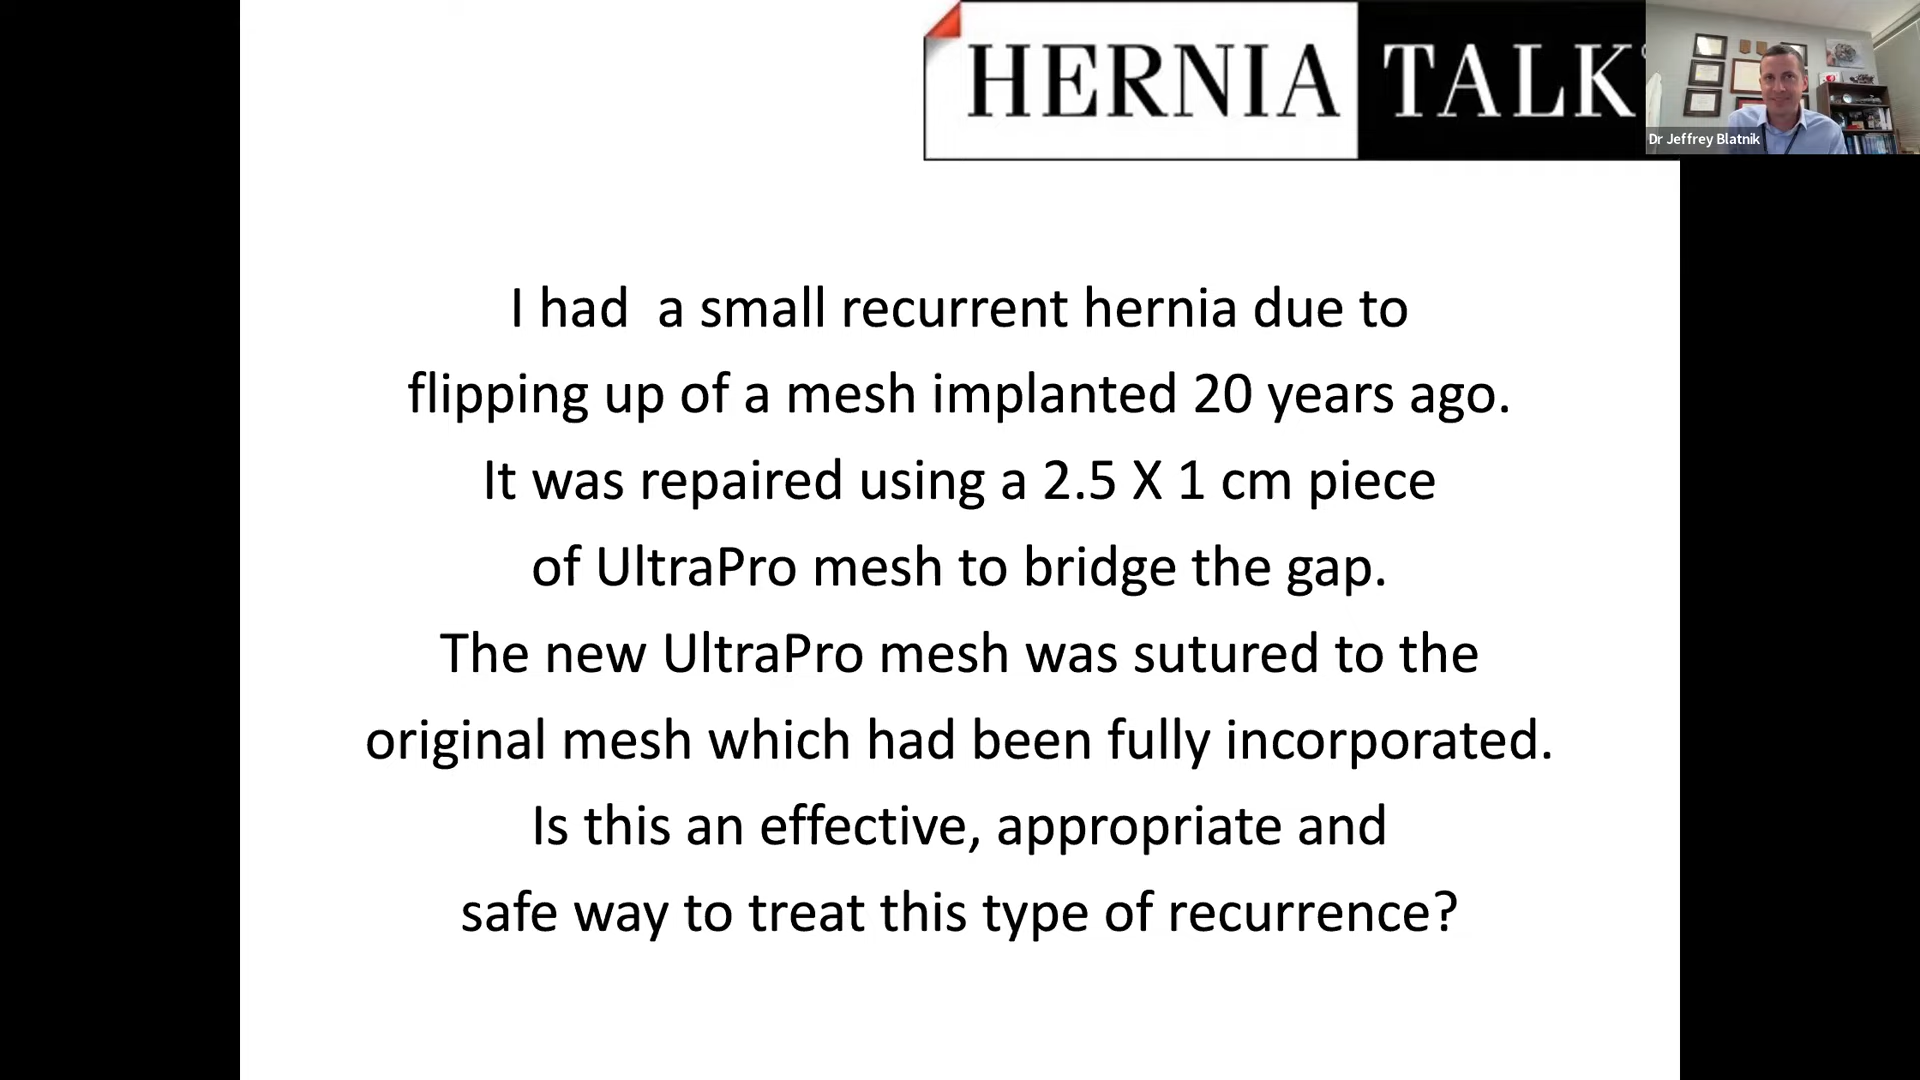 HERNIA TALK
Dr Jeffrey Blatnik
I had  a small recurrent hernia due to
flipping up of a mesh implanted 20 years ago.
It was repaired using a 2.5 X 1 cm piece
of UltraPro mesh to bridge the gap.
The new UltraPro mesh was sutured to the
original mesh which had been fully incorporated.
Is this an effective, appropriate and
safe way to treat this type of recurrence?